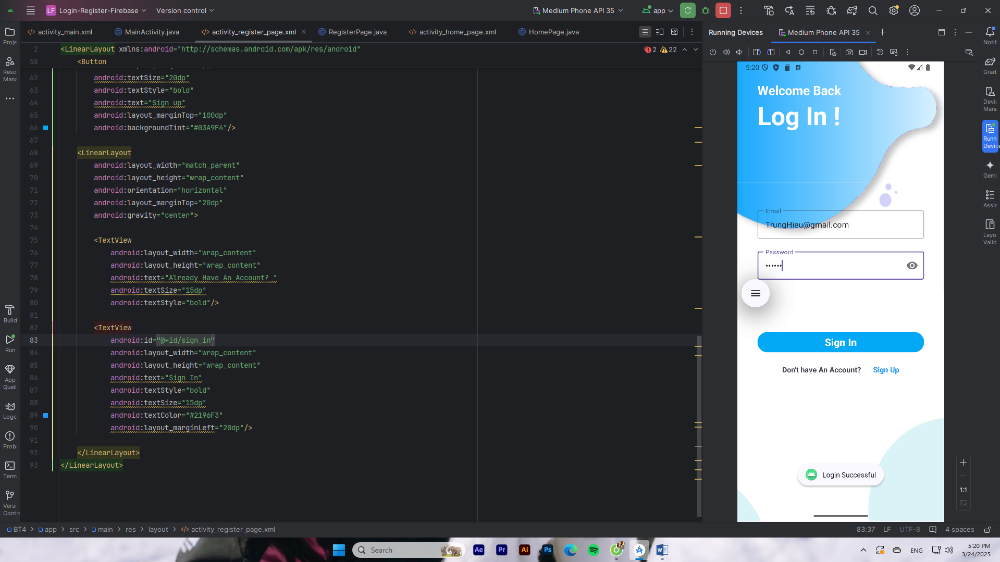 LF Login-Register-Firebase Version control Medium Phone API 35 app
activity_main.xml MainActivity.java activity_register_page.xml RegisterPage.java activity_home_page.xml HomePage.java
Running Devices Medium Phone API 35
2 22
2 <LinearLayout xmlns:android="http://schemas.android.com/apk/res/android"
58 <Button
62 android:textSize="20dp"
63 android:textStyle="bold"
64 android:text="Sign up"
65 android:layout_marginTop="100dp"
66 android:backgroundTint="#03A9F4"/>
67
68 <LinearLayout
69 android:layout_width="match_parent"
70 android:layout_height="wrap_content"
71 android:orientation="horizontal"
72 android:layout_marginTop="20dp"
73 android:gravity="center">
74
75 <TextView
76 android:layout_width="wrap_content"
77 android:layout_height="wrap_content"
78 android:text="Already Have An Account? "
79 android:textSize="15dp"
80 android:textStyle="bold"/>
81
82 <TextView
83 android:id="@+id/sign_in"
84 android:layout_width="wrap_content"
85 android:layout_height="wrap_content"
86 android:text="Sign In"
87 android:textStyle="bold"
88 android:textSize="15dp"
89 android:textColor="#2196F3"
90 android:layout_marginLeft="20dp"/>
91
92 </LinearLayout>
93 </LinearLayout>
Proje
Reso
Mana
Build
Run
App
Quali
Logc
Probl
Term
Versi
Contro
5:20
Welcome Back
Log In !
Email
TrungHieu@gmail.com
Password
••••••
Sign In
Don't have An Account? Sign Up
Login Successful
1:1
Notif
Gradl
Devic
Mana
Runn
Device
Gemi
Assis
Layo
Valid
BT4 > app > src > main > res > layout > activity_register_page.xml
83:37 LF UTF-8 4 spaces
Search
Ae
Pr
Ai
Ps
W
ENG
5:20 PM
3/24/2025